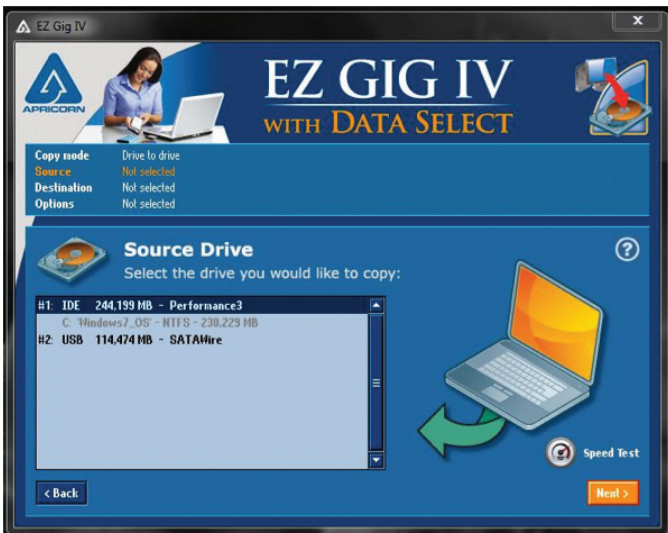 EZ Gig IV
x
APRICORN
EZ GIG IV
WITH DATA SELECT
Copy mode Drive to drive
Source Not selected
Destination Not selected
Options Not selected
Source Drive
Select the drive you would like to copy:
?
#1: IDE 244,199 MB - Performance3
C: 'Windows7_OS' - NTFS - 230,229 MB
#2: USB 114,474 MB - SATAWire
Speed Test
< Back
Next >